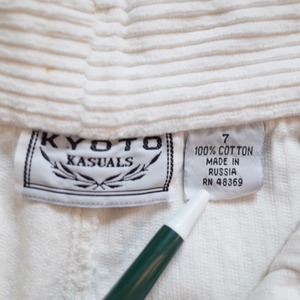 KYOTO
KASUALS
7
100% COTTON
MADE IN
RUSSIA
RN 48369